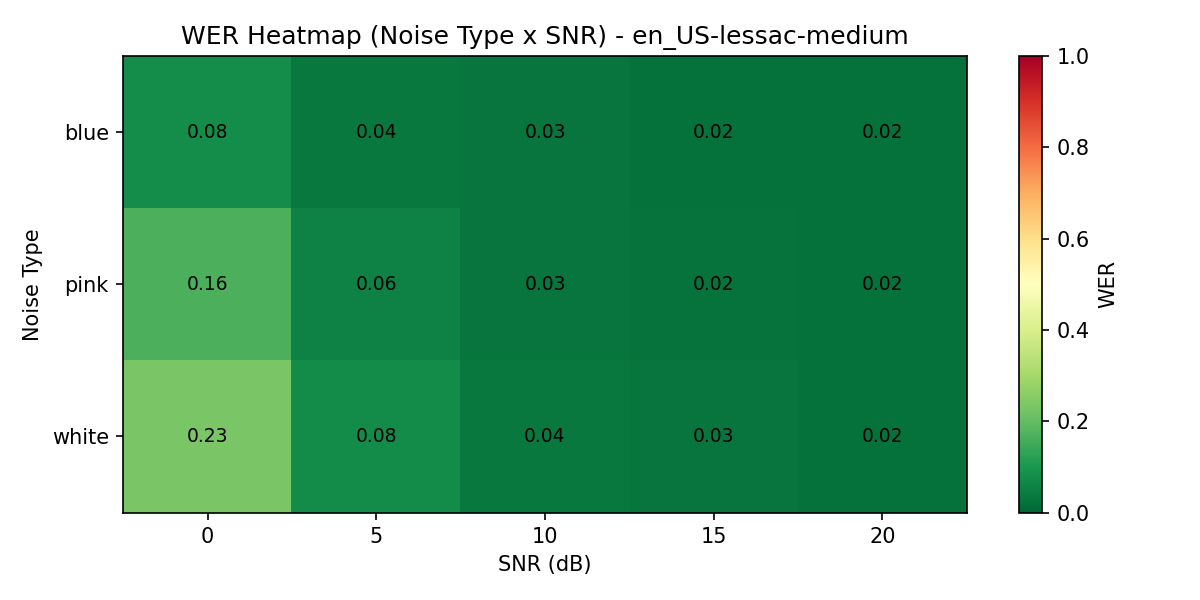 WER Heatmap (Noise Type x SNR) - en_US-lessac-medium
Noise Type
blue 0.08 0.04 0.03 0.02 0.02
pink 0.16 0.06 0.03 0.02 0.02
white 0.23 0.08 0.04 0.03 0.02
0 5 10 15 20
SNR (dB)
1.0
0.8
0.6
0.4
0.2
0.0
WER